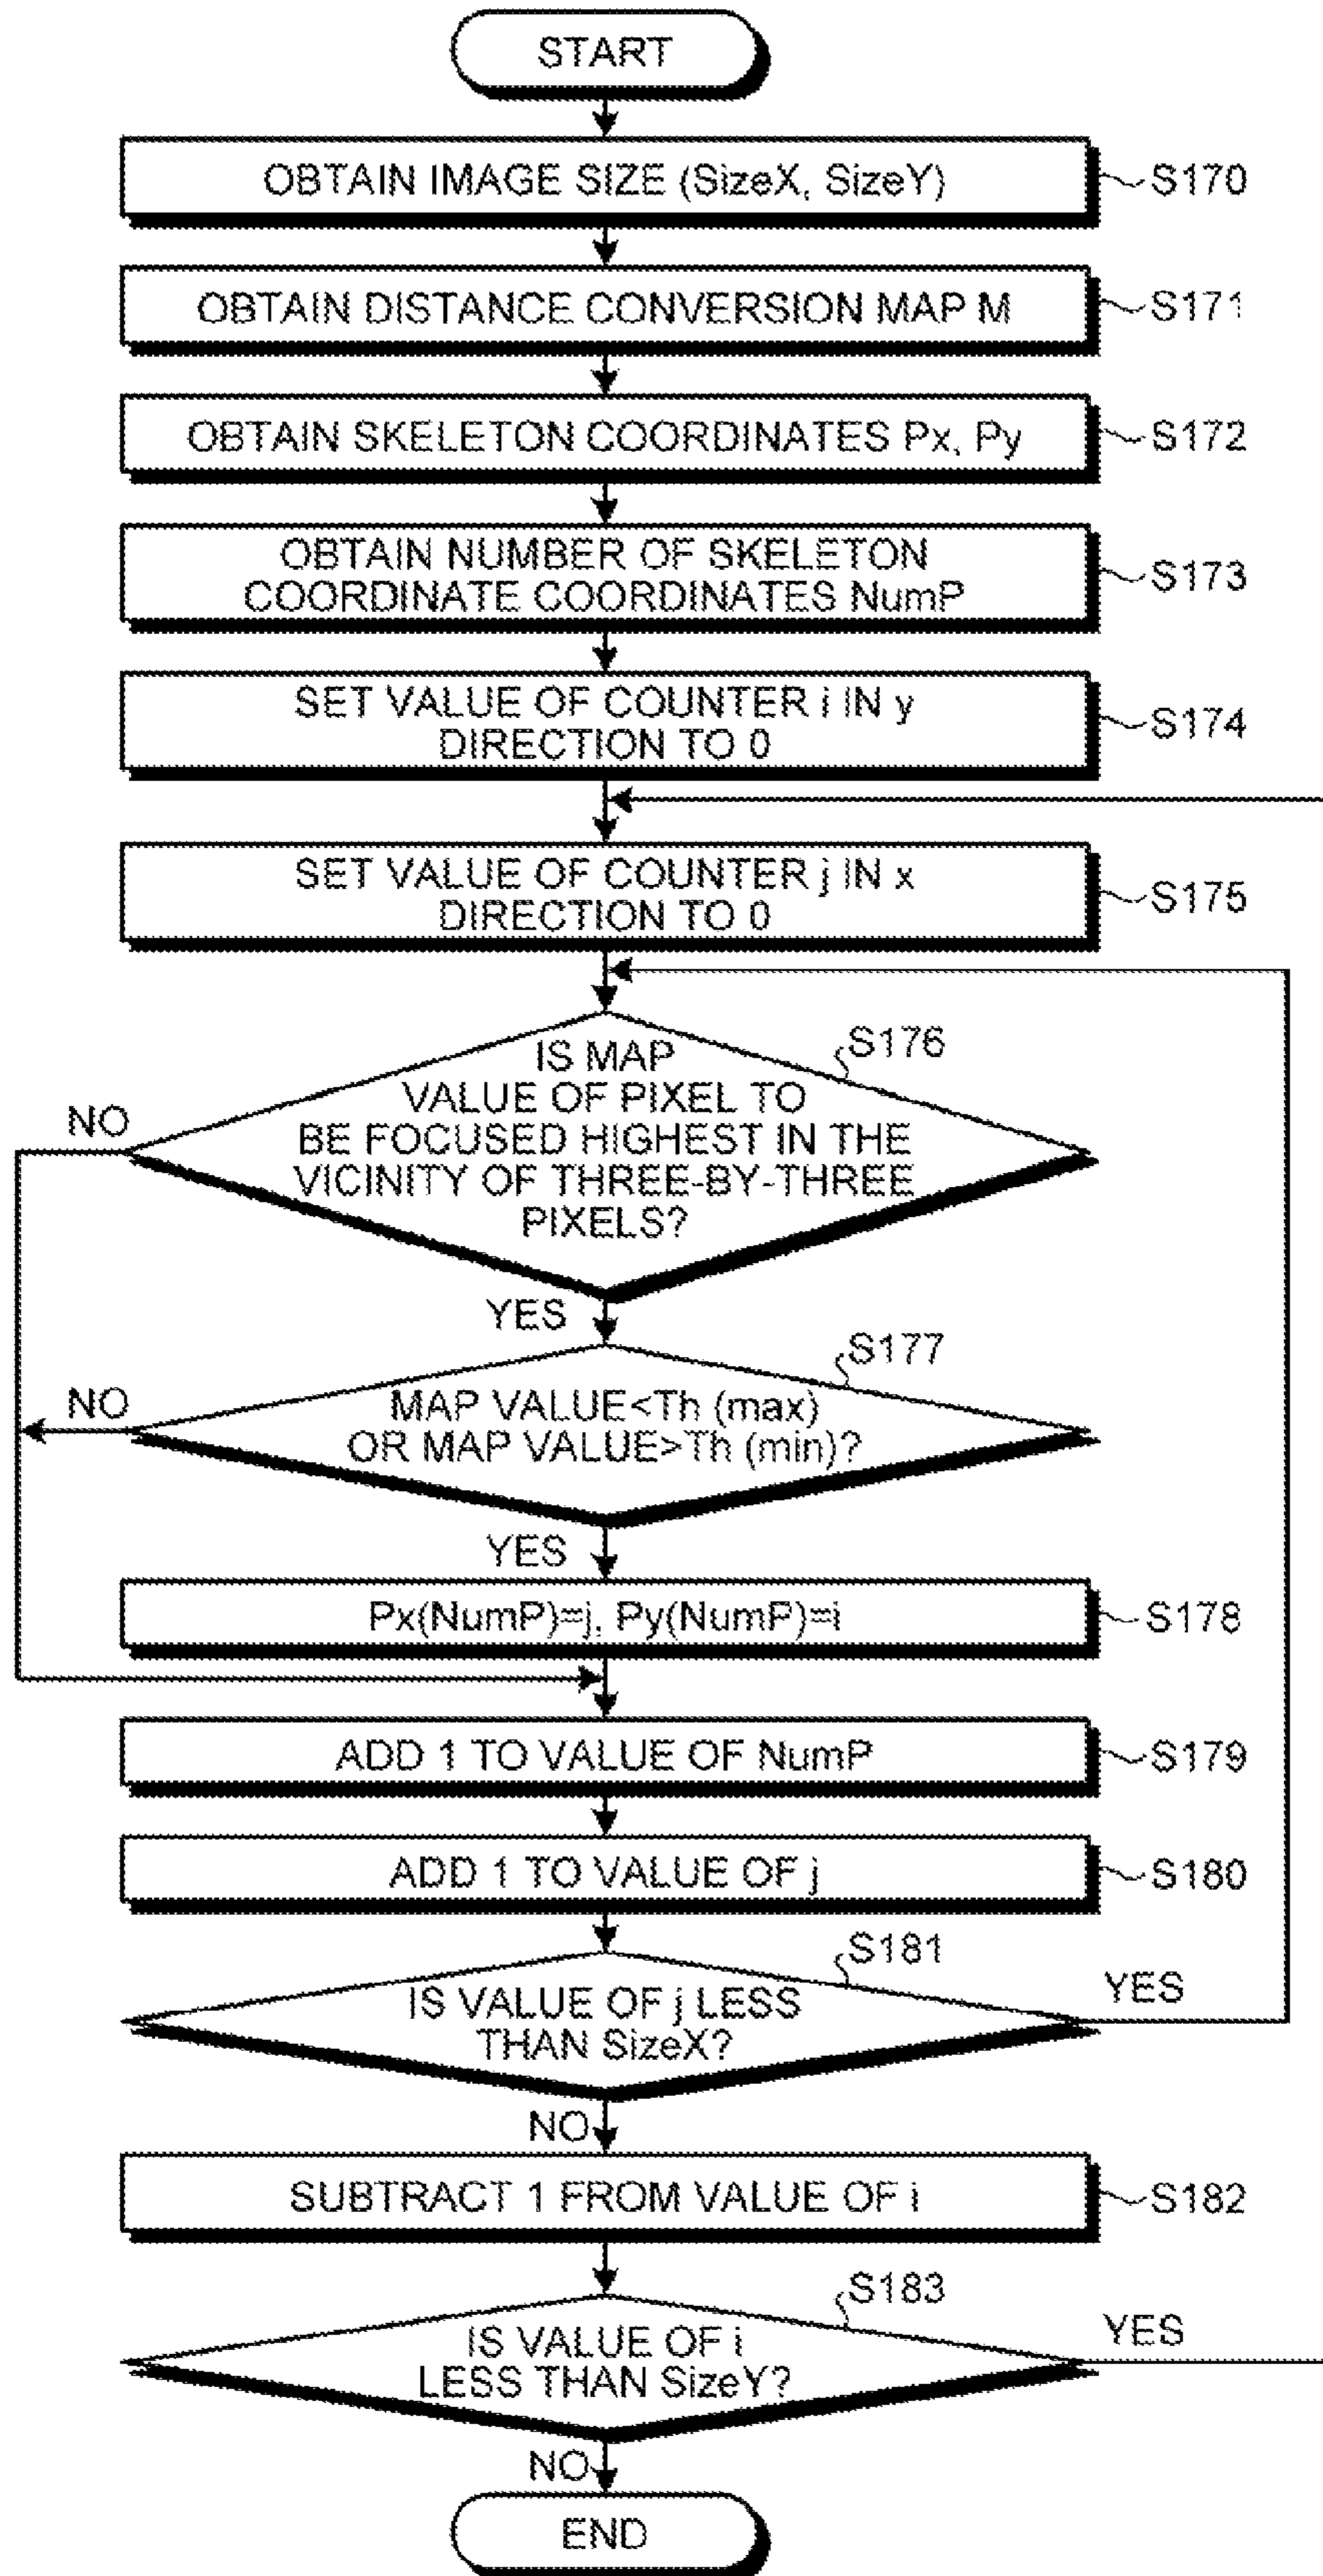 START
OBTAIN IMAGE SIZE (SizeX, SizeY)
S170
OBTAIN DISTANCE CONVERSION MAP M
S171
OBTAIN SKELETON COORDINATES Px, Py
S172
OBTAIN NUMBER OF SKELETON
COORDINATE COORDINATES NumP
S173
SET VALUE OF COUNTER i IN y
DIRECTION TO 0
S174
SET VALUE OF COUNTER j IN x
DIRECTION TO 0
S175
S176
IS MAP
VALUE OF PIXEL TO
BE FOCUSED HIGHEST IN THE
VICINITY OF THREE-BY-THREE
PIXELS?
NO
YES
S177
MAP VALUE<Th (max)
OR MAP VALUE>Th (min)?
NO
YES
Px(NumP)=j, Py(NumP)=i
S178
ADD 1 TO VALUE OF NumP
S179
ADD 1 TO VALUE OF j
S180
S181
IS VALUE OF j LESS
THAN SizeX?
YES
NO
SUBTRACT 1 FROM VALUE OF i
S182
S183
IS VALUE OF i
LESS THAN SizeY?
YES
NO
END